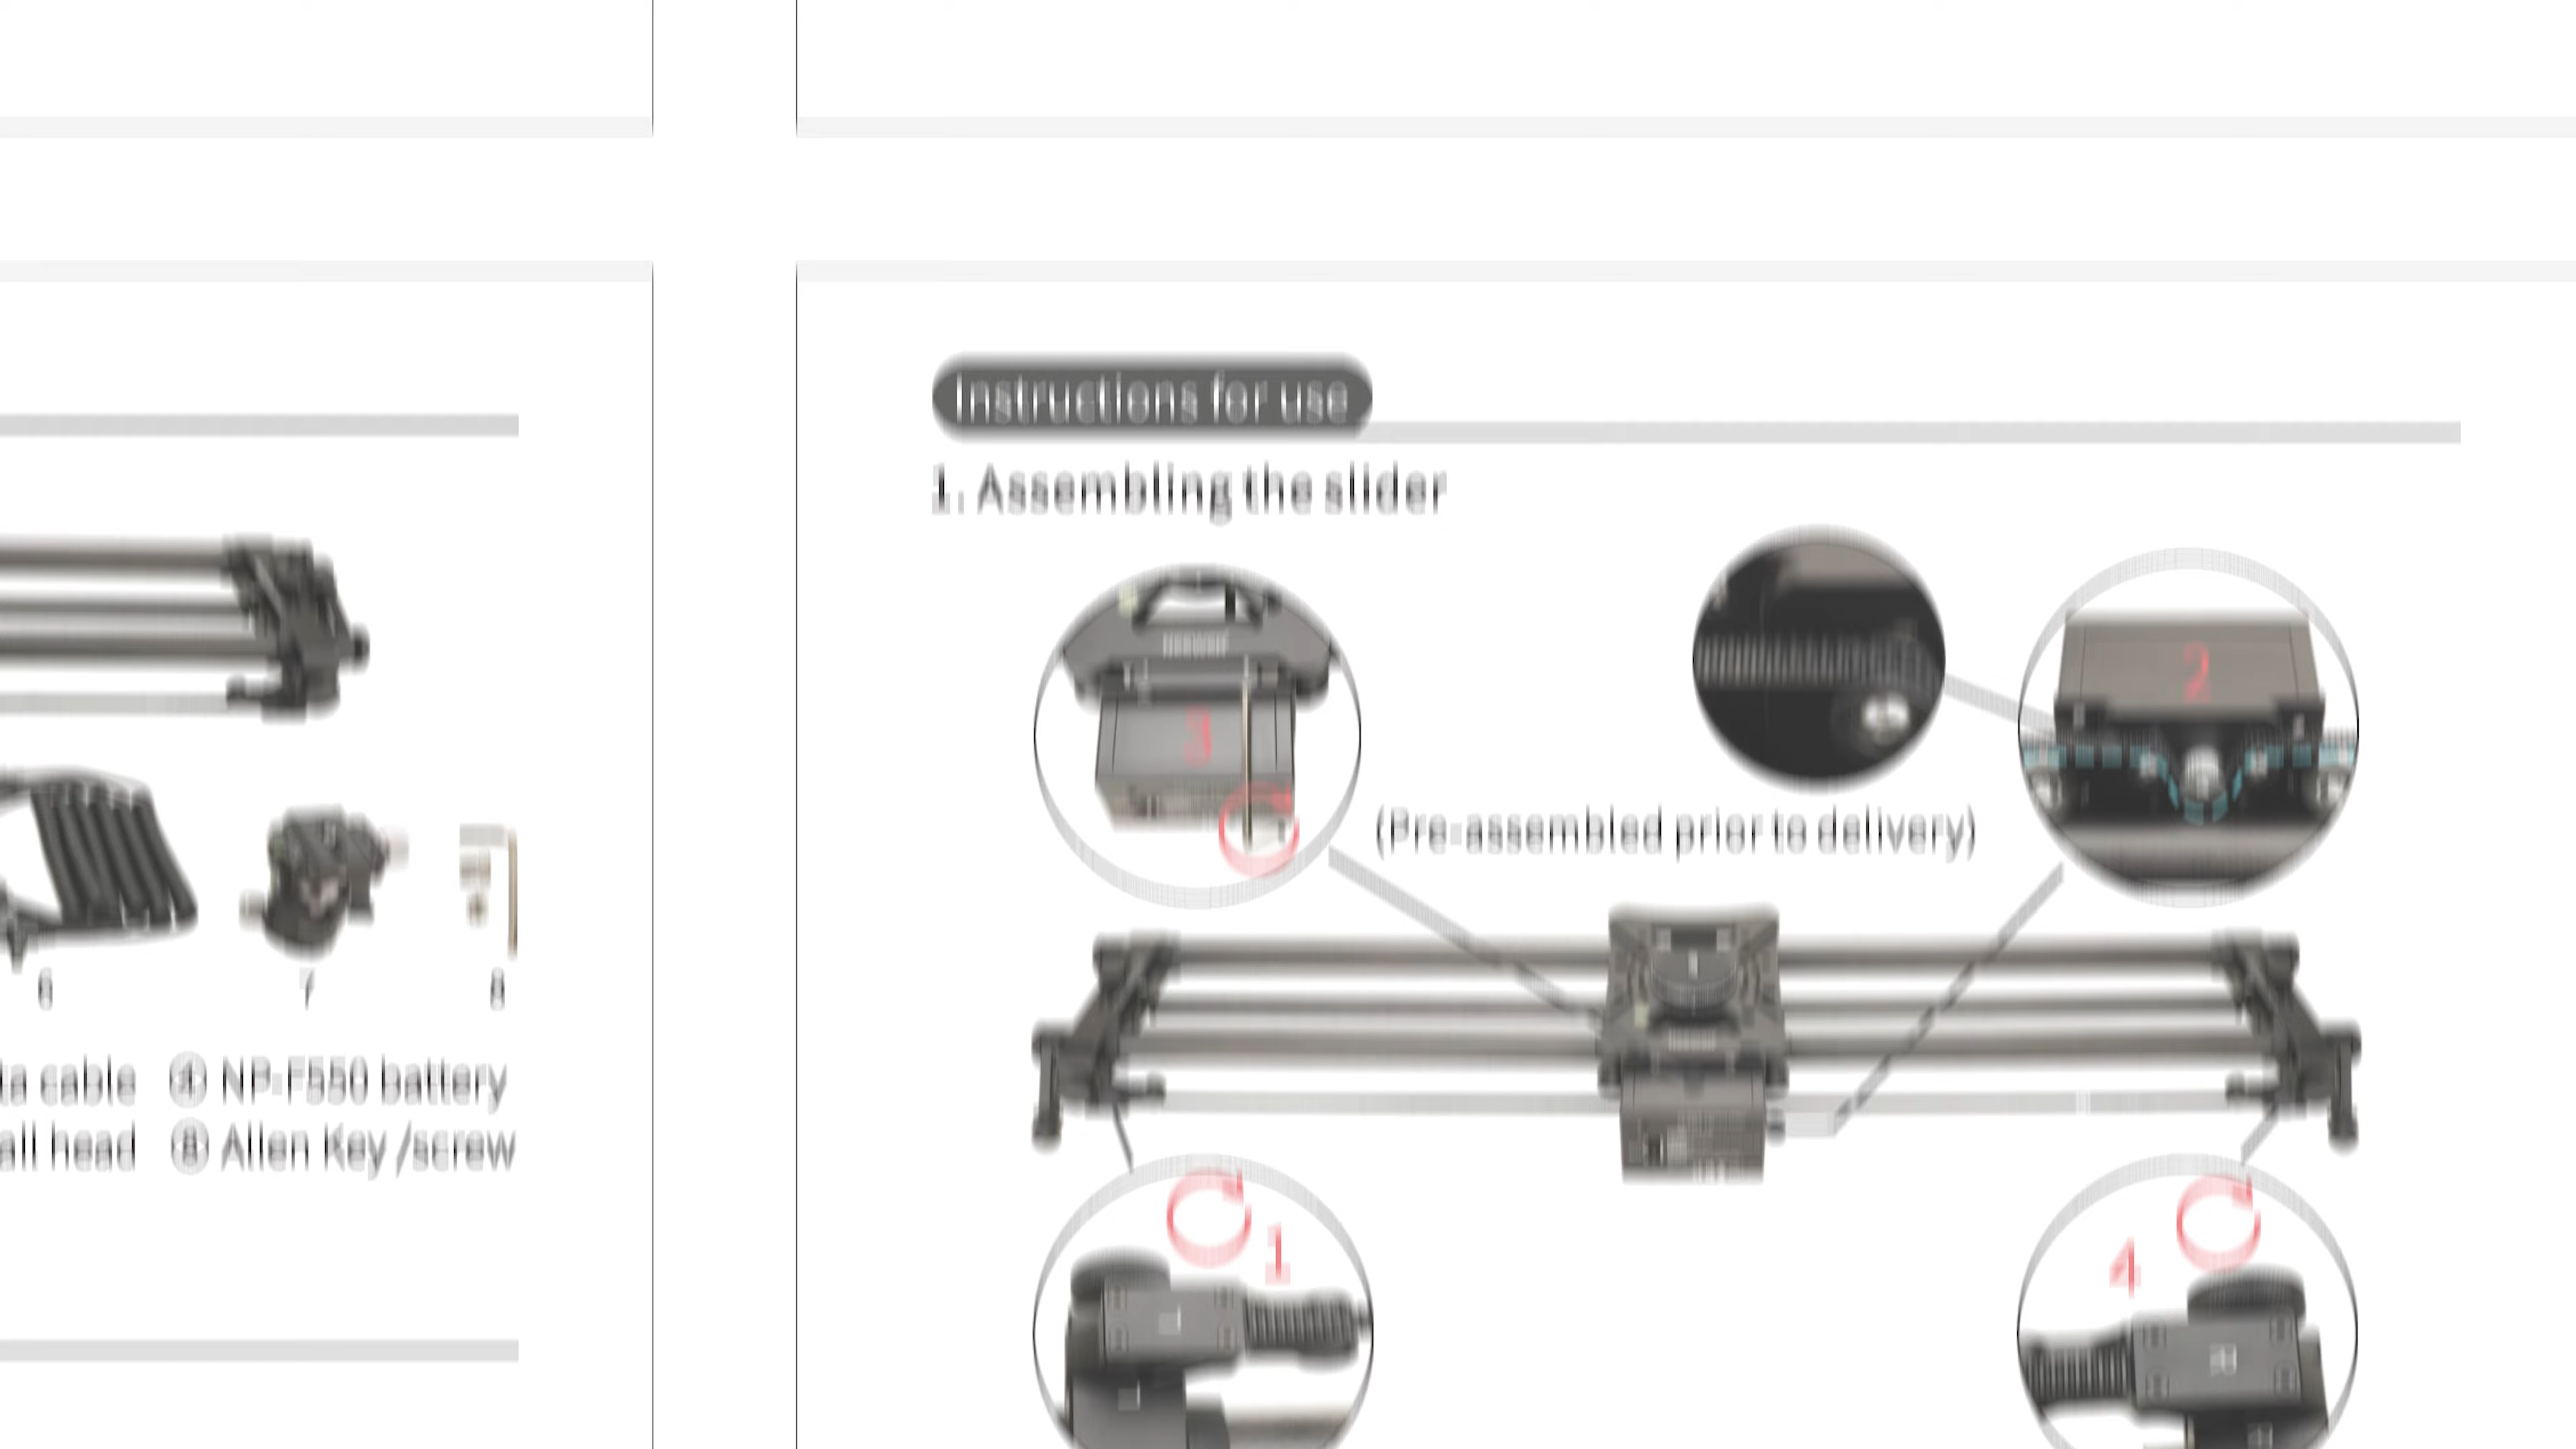 6 7 8
ta cable ④ NP-F550 battery
all head ⑧ Allen Key /screw
Instructions for use
1. Assembling the slider
3
2
(Pre-assembled prior to delivery)
1
4